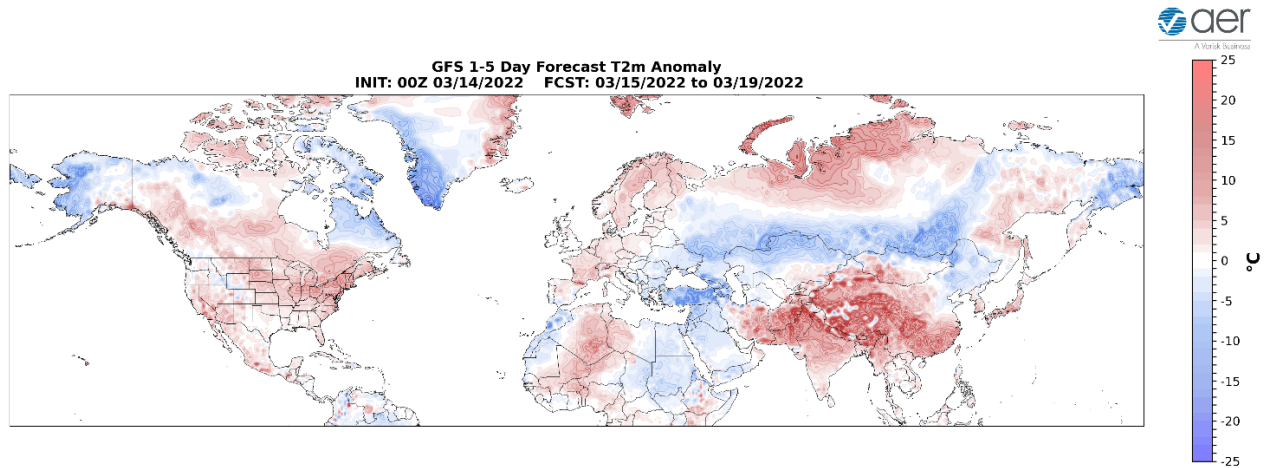 aer
A Verisk Business
GFS 1-5 Day Forecast T2m Anomaly
INIT: 00Z 03/14/2022 FCST: 03/15/2022 to 03/19/2022
25
20
15
10
5
0
-5
-10
-15
-20
-25
°C